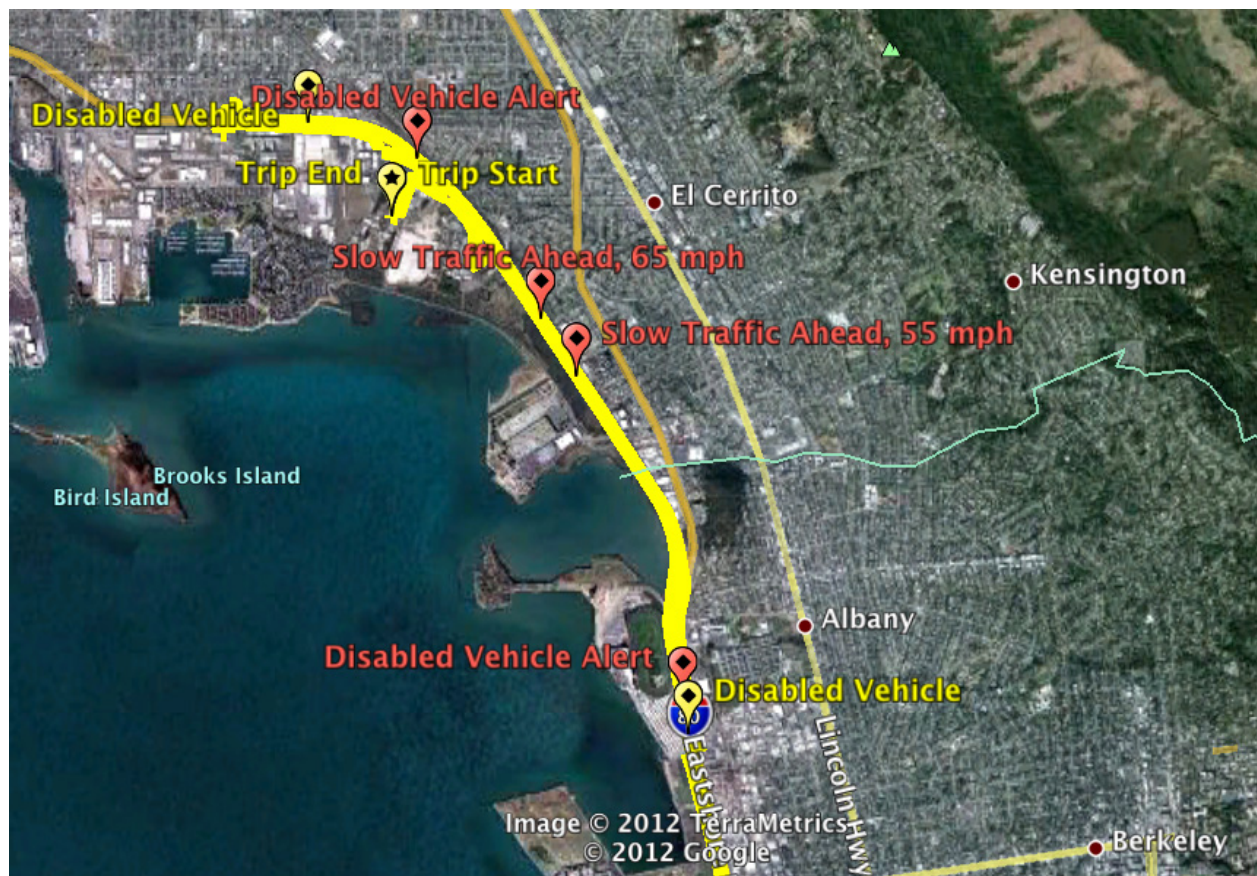 Disabled Vehicle Alert
Disabled Vehicle
Trip End
Trip Start
El Cerrito
Slow Traffic Ahead, 65 mph
Kensington
Slow Traffic Ahead, 55 mph
Brooks Island
Bird Island
Albany
Disabled Vehicle Alert
Disabled Vehicle
80
Lincoln Hwy
Image © 2012 TerraMetrics
© 2012 Google
Berkeley